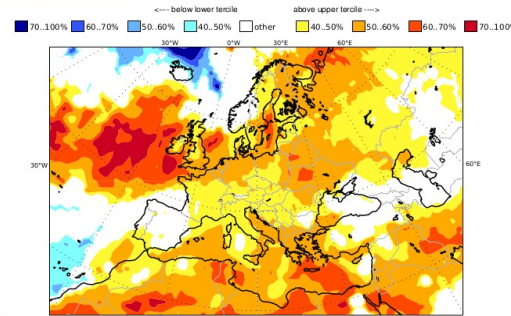 <---- below lower tercile above upper tercile ---->
70..100% 60..70% 50..60% 40..50% other 40..50% 50..60% 60..70% 70..100%
30°W 0°W 30°E 60°E
30°W 60°E